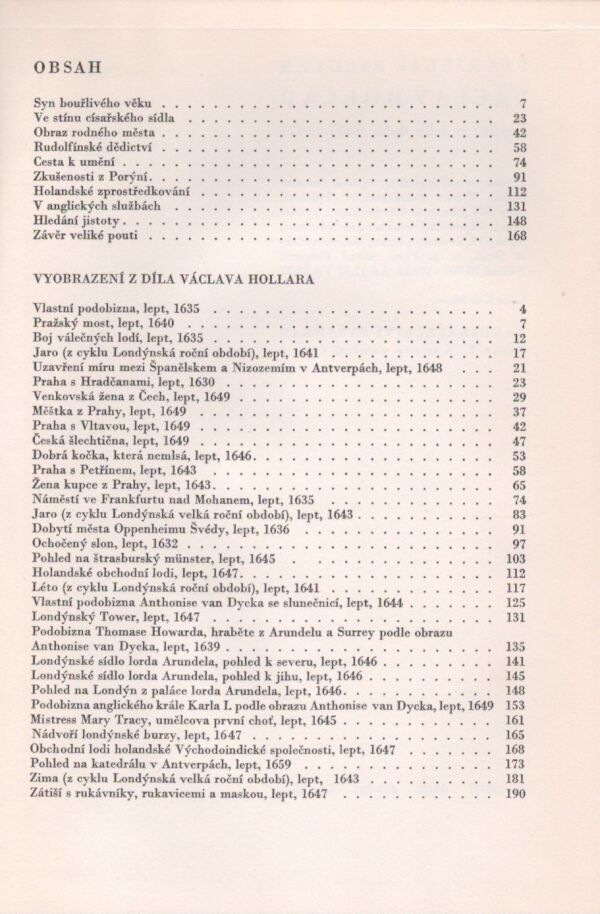 OBSAH
Syn bouřlivého věku . . . . . . . . . . . . . . . . . . . . . . . . 7
Ve stínu císařského sídla . . . . . . . . . . . . . . . . . . . . . . . 23
Obraz rodného města . . . . . . . . . . . . . . . . . . . . . . . . 42
Rudolfínské dědictví . . . . . . . . . . . . . . . . . . . . . . . . 58
Cesta k umění . . . . . . . . . . . . . . . . . . . . . . . . . . 74
Zkušenosti z Porýní . . . . . . . . . . . . . . . . . . . . . . . . 91
Holandské zprostředkování . . . . . . . . . . . . . . . . . . . . . . 112
V anglických službách . . . . . . . . . . . . . . . . . . . . . . . 131
Hledání jistoty . . . . . . . . . . . . . . . . . . . . . . . . . . 148
Závěr veliké pouti . . . . . . . . . . . . . . . . . . . . . . . . . 168
VYOBRAZENÍ Z DÍLA VÁCLAVA HOLLARA
Vlastní podobizna, lept, 1635 . . . . . . . . . . . . . . . . . . . . 4
Pražský most, lept, 1640 . . . . . . . . . . . . . . . . . . . . . . 7
Boj válečných lodí, lept, 1635 . . . . . . . . . . . . . . . . . . . . 12
Jaro (z cyklu Londýnská roční období), lept, 1641 . . . . . . . . . . . . 17
Uzavření míru mezi Španělskem a Nizozemím v Antverpách, lept, 1648 . . . 21
Praha s Hradčanami, lept, 1630 . . . . . . . . . . . . . . . . . . . 23
Venkovská žena z Čech, lept, 1649 . . . . . . . . . . . . . . . . . . 29
Měštka z Prahy, lept, 1649 . . . . . . . . . . . . . . . . . . . . . 37
Praha s Vltavou, lept, 1649 . . . . . . . . . . . . . . . . . . . . . 42
Česká šlechtična, lept, 1649 . . . . . . . . . . . . . . . . . . . . . 47
Dobrá kočka, která nemlsá, lept, 1646 . . . . . . . . . . . . . . . . . 53
Praha s Petřínem, lept, 1643 . . . . . . . . . . . . . . . . . . . . . 58
Žena kupce z Prahy, lept, 1643 . . . . . . . . . . . . . . . . . . . . 65
Náměstí ve Frankfurtu nad Mohanem, lept, 1635 . . . . . . . . . . . . 74
Jaro (z cyklu Londýnská velká roční období), lept, 1643 . . . . . . . . . . 83
Dobytí města Oppenheimu Švédy, lept, 1636 . . . . . . . . . . . . . . 91
Ochočený slon, lept, 1632 . . . . . . . . . . . . . . . . . . . . . . 97
Pohled na štrasburský münster, lept, 1645 . . . . . . . . . . . . . . . 103
Holandské obchodní lodi, lept, 1647 . . . . . . . . . . . . . . . . . . 112
Léto (z cyklu Londýnská velká roční období), lept, 1641 . . . . . . . . . . 117
Vlastní podobizna Anthonise van Dycka se slunečnicí, lept, 1644 . . . . . . 125
Londýnský Tower, lept, 1647 . . . . . . . . . . . . . . . . . . . . . 131
Podobizna Thomase Howarda, hraběte z Arundelu a Surrey podle obrazu
Anthonise van Dycka, lept, 1639 . . . . . . . . . . . . . . . . . . . 135
Londýnské sídlo lorda Arundela, pohled k severu, lept, 1646 . . . . . . . . 141
Londýnské sídlo lorda Arundela, pohled k jihu, lept, 1646 . . . . . . . . . 145
Pohled na Londýn z paláce lorda Arundela, lept, 1646 . . . . . . . . . . 148
Podobizna anglického krále Karla I. podle obrazu Anthonise van Dycka, lept, 1649 153
Mistress Mary Tracy, umělcova první choť, lept, 1645 . . . . . . . . . . . 161
Nádvoří londýnské burzy, lept, 1647 . . . . . . . . . . . . . . . . . . 165
Obchodní lodi holandské Východoindické společnosti, lept, 1647 . . . . . . . 168
Pohled na katedrálu v Antverpách, lept, 1659 . . . . . . . . . . . . . . 173
Zima (z cyklu Londýnská velká roční období), lept, 1643 . . . . . . . . . 181
Zátiší s rukávníky, rukavicemi a maskou, lept, 1647 . . . . . . . . . . . 190